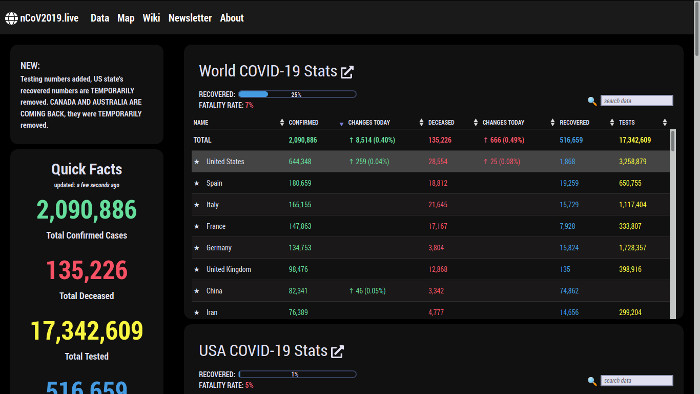 nCoV2019.live Data Map Wiki Newsletter About
NEW:
Testing numbers added, US state's
recovered numbers are TEMPORARILY
removed. CANADA AND AUSTRALIA ARE
COMING BACK, they were TEMPORARILY
removed.
Quick Facts
updated: a few seconds ago
2,090,886
Total Confirmed Cases
135,226
Total Deceased
17,342,609
Total Tested
516,659
World COVID-19 Stats
RECOVERED: 25%
FATALITY RATE: 7%
search data
NAME CONFIRMED CHANGES TODAY DECEASED CHANGES TODAY RECOVERED TESTS
TOTAL 2,090,886 ↑ 8,514 (0.40%) 135,226 ↑ 666 (0.49%) 516,659 17,342,609
★ United States 644,348 ↑ 259 (0.04%) 28,554 ↑ 25 (0.08%) 3,258,879
★ Spain 180,659 18,812 19,259 650,755
★ Italy 165,155 21,645 15,729 1,117,404
★ France 147,863 17,167 7,928 333,807
★ Germany 134,753 3,804 15,824 1,728,357
★ United Kingdom 98,476 12,868 135 398,916
★ China 82,341 ↑ 46 (0.05%) 3,342 74,862
★ Iran 76,389 4,777 14,656 299,204
USA COVID-19 Stats
RECOVERED: 1%
FATALITY RATE: 5%
search data